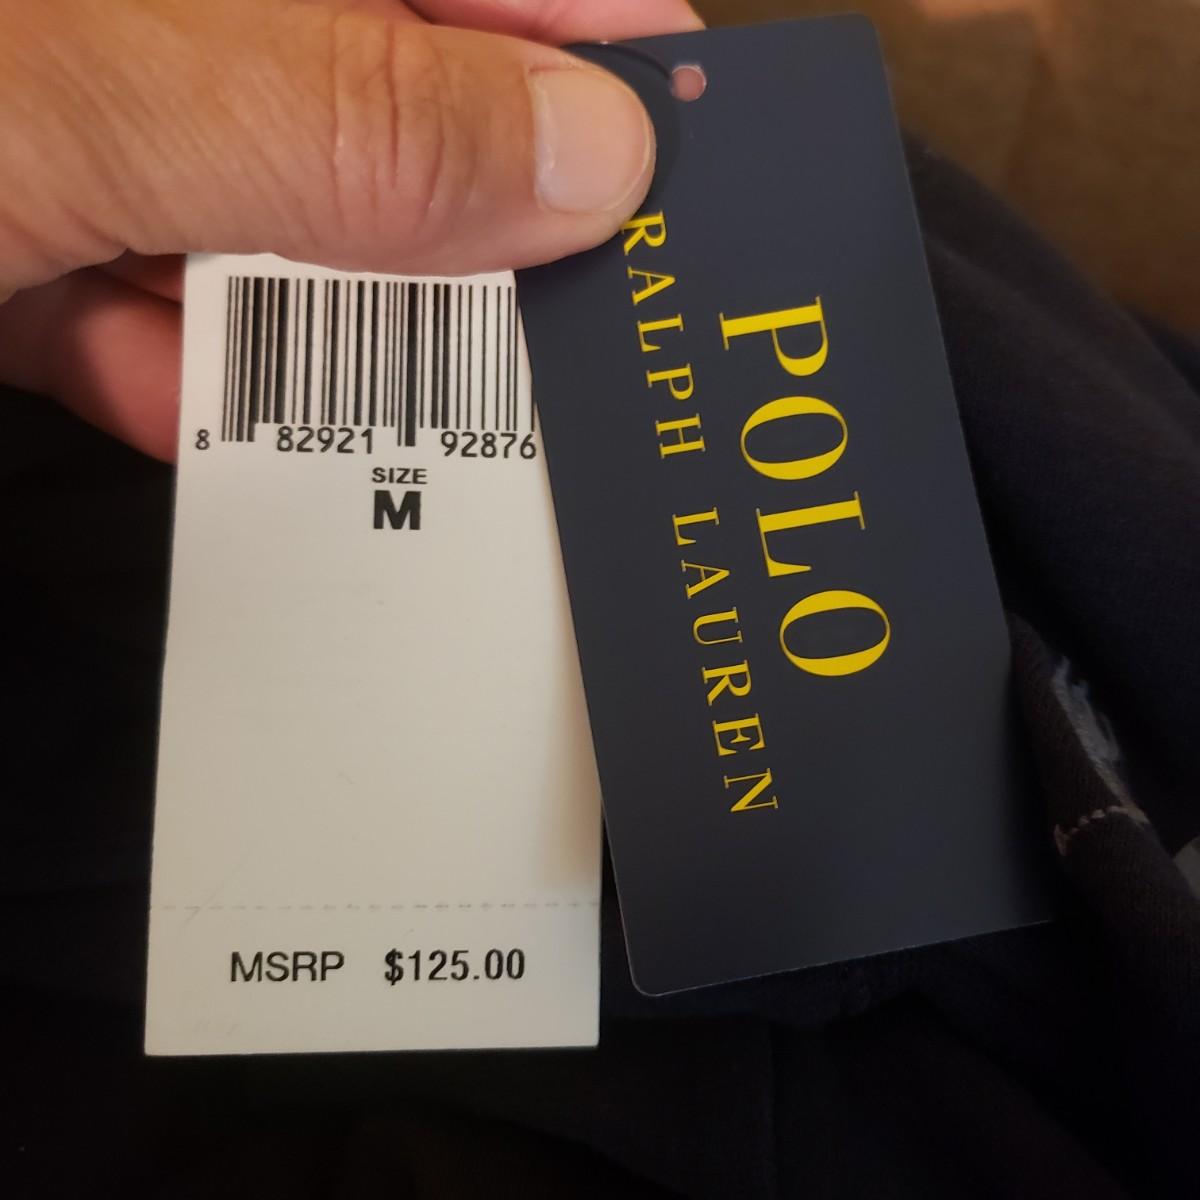 8 82921 92876
SIZE
M
MSRP $125.00
POLO
RALPH LAUREN